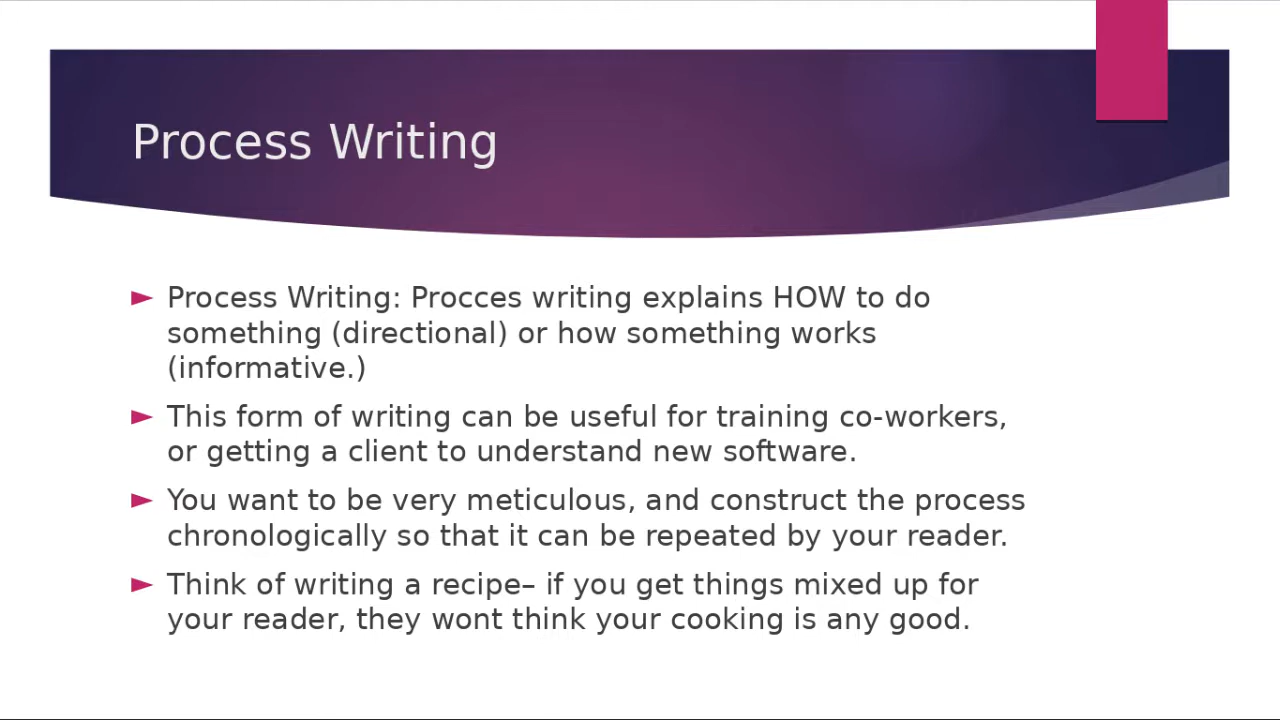 Process Writing
► Process Writing: Procces writing explains HOW to do
something (directional) or how something works
(informative.)
► This form of writing can be useful for training co-workers,
or getting a client to understand new software.
► You want to be very meticulous, and construct the process
chronologically so that it can be repeated by your reader.
► Think of writing a recipe– if you get things mixed up for
your reader, they wont think your cooking is any good.